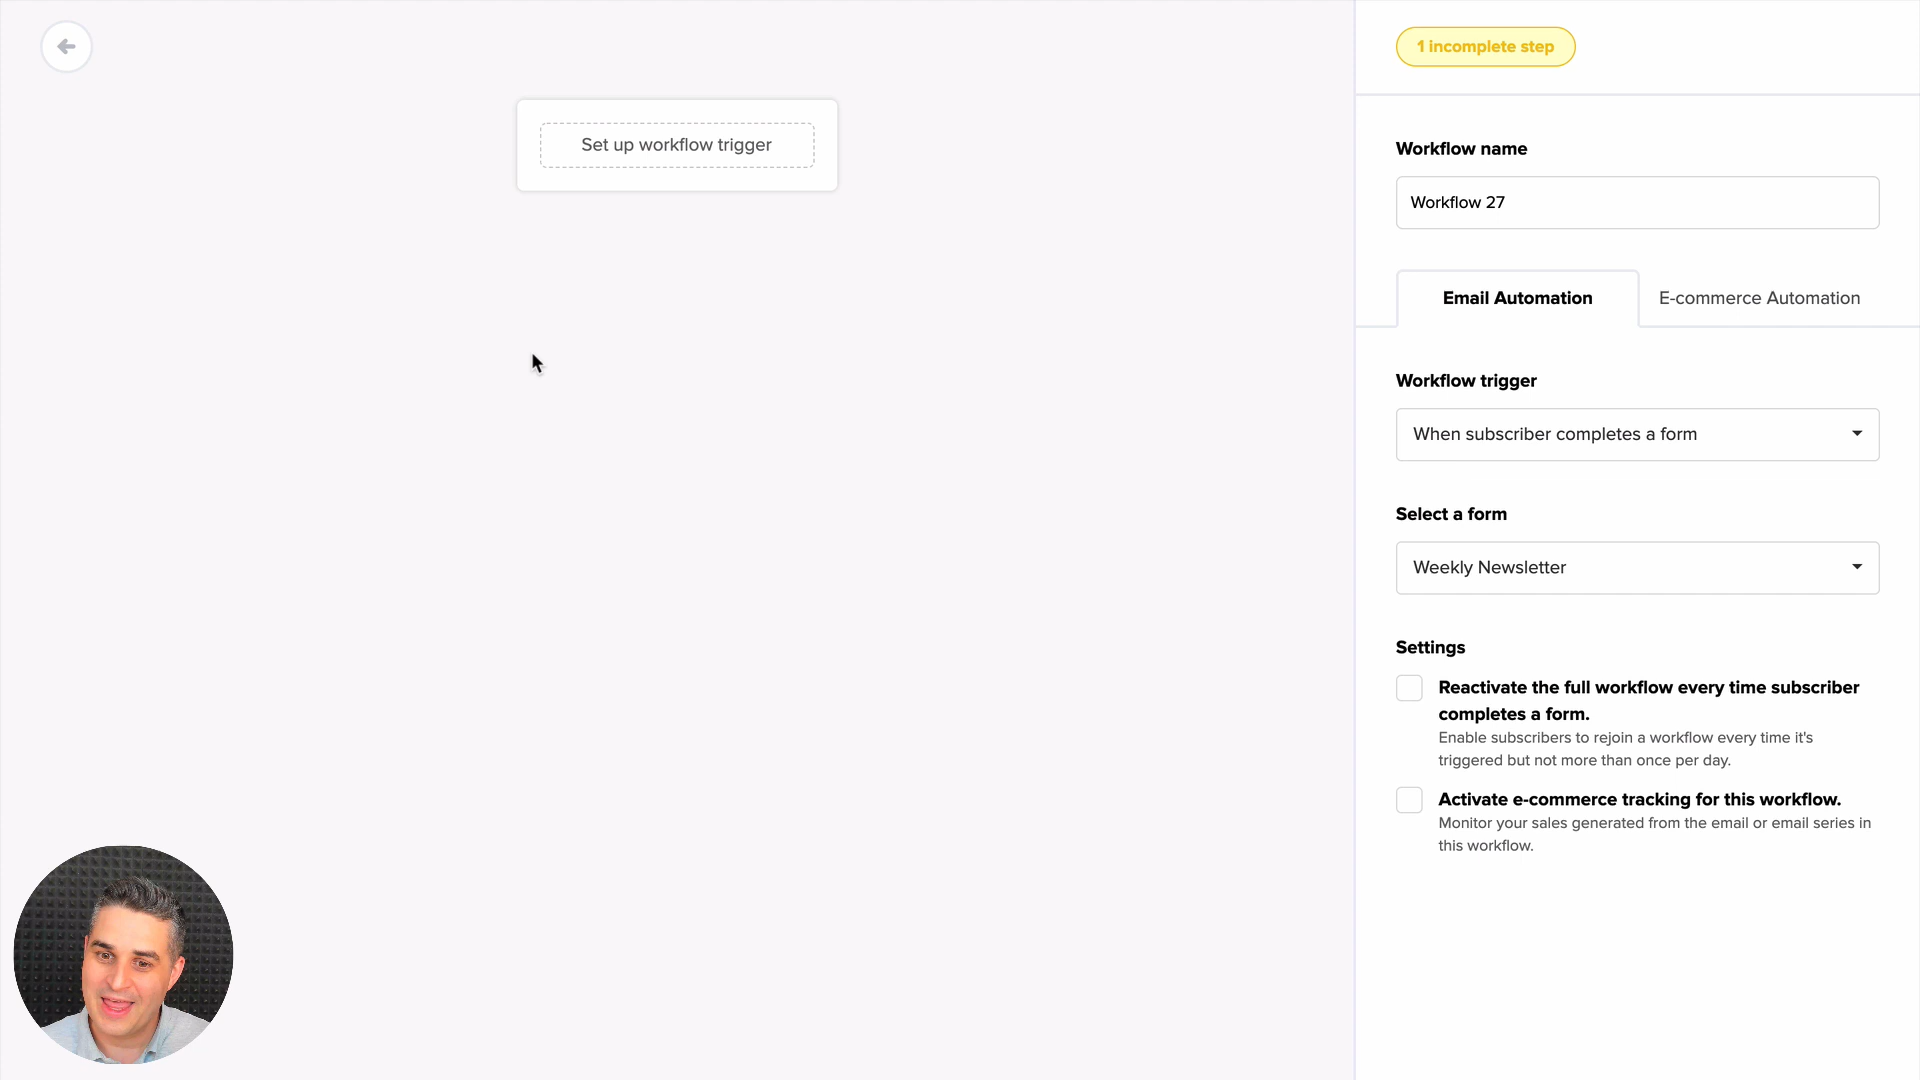 Set up workflow trigger
1 incomplete step
Workflow name
Workflow 27
Email Automation
E-commerce Automation
Workflow trigger
When subscriber completes a form
Select a form
Weekly Newsletter
Settings
Reactivate the full workflow every time subscriber
completes a form.
Enable subscribers to rejoin a workflow every time it's
triggered but not more than once per day.
Activate e-commerce tracking for this workflow.
Monitor your sales generated from the email or email series in
this workflow.